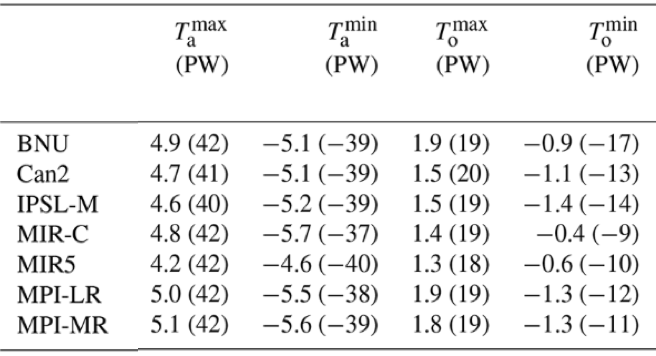 T_a^max T_a^min T_o^max T_o^min
(PW) (PW) (PW) (PW)
BNU 4.9 (42) −5.1 (−39) 1.9 (19) −0.9 (−17)
Can2 4.7 (41) −5.1 (−39) 1.5 (20) −1.1 (−13)
IPSL-M 4.6 (40) −5.2 (−39) 1.5 (19) −1.4 (−14)
MIR-C 4.8 (42) −5.7 (−37) 1.4 (19) −0.4 (−9)
MIR5 4.2 (42) −4.6 (−40) 1.3 (18) −0.6 (−10)
MPI-LR 5.0 (42) −5.5 (−38) 1.9 (19) −1.3 (−12)
MPI-MR 5.1 (42) −5.6 (−39) 1.8 (19) −1.3 (−11)